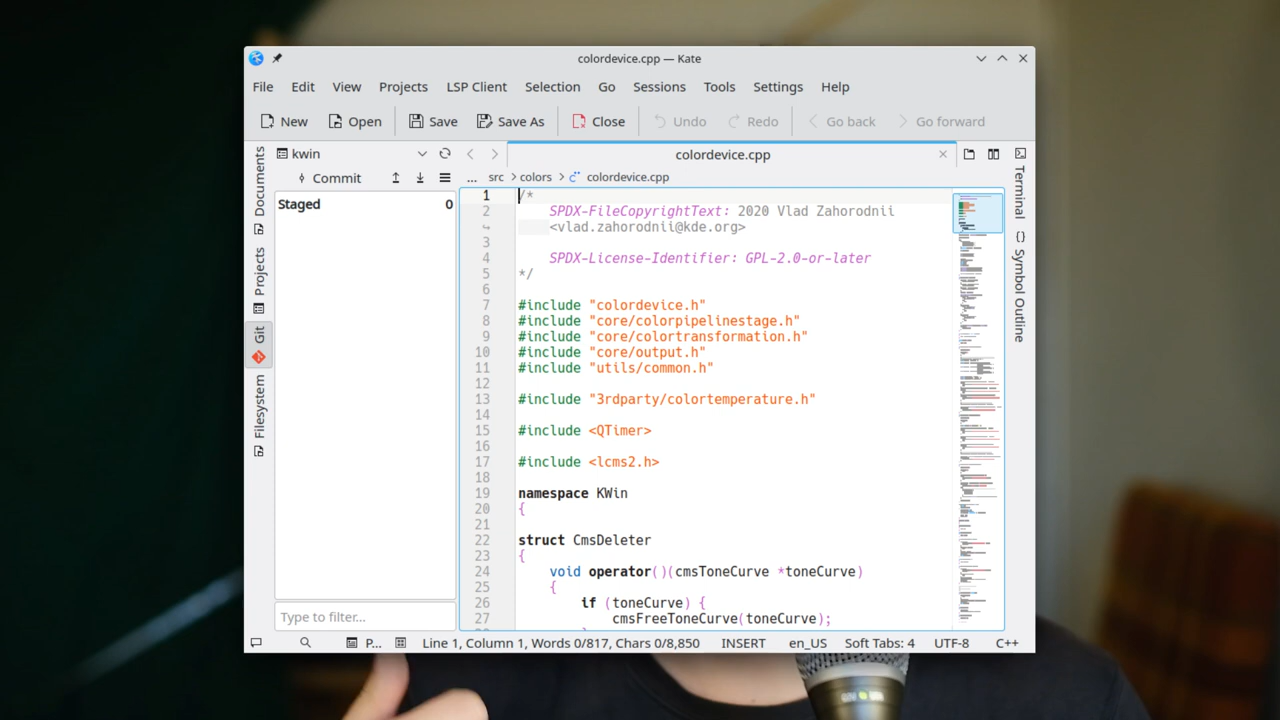 colordevice.cpp — Kate
File Edit View Projects LSP Client Selection Go Sessions Tools Settings Help
New Open Save Save As Close Undo Redo Go back Go forward
Documents
Projects
Git
Filesystem
kwin
Commit
Staged 0
Type to filter...
colordevice.cpp
... src colors colordevice.cpp
1 /*
2 SPDX-FileCopyrightText: 2020 Vlad Zahorodnii
<vlad.zahorodnii@kde.org>
3
4 SPDX-License-Identifier: GPL-2.0-or-later
5 */
6
7 #include "colordevice.h"
8 #include "core/colorpipelinestage.h"
9 #include "core/colortransformation.h"
10 #include "core/output.h"
11 #include "utils/common.h"
12
13 #include "3rdparty/colortemperature.h"
14
15 #include <QTimer>
16
17 #include <lcms2.h>
18
19 namespace KWin
20 {
21
22 struct CmsDeleter
23 {
24 void operator()(cmsToneCurve *toneCurve)
25 {
26 if (toneCurve) {
27 cmsFreeToneCurve(toneCurve);
Terminal
Symbol Outline
P... Line 1, Column 1, Words 0/817, Chars 0/8,850 INSERT en_US Soft Tabs: 4 UTF-8 C++